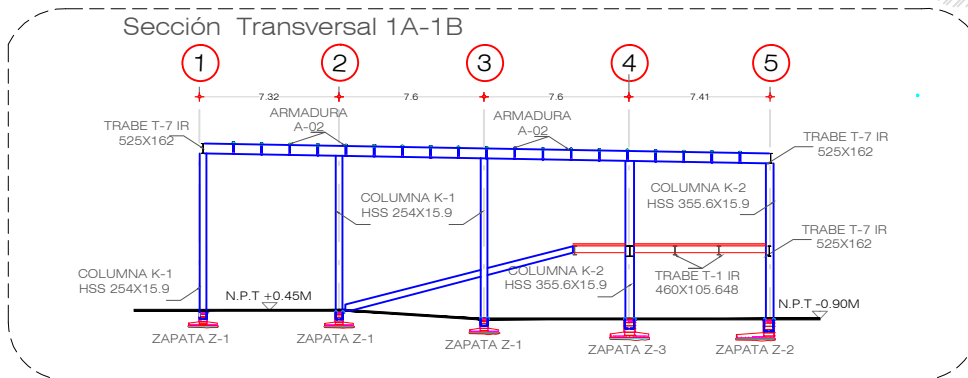 Sección Transversal 1A-1B
1
2
3
4
5
7.32
7.6
7.6
7.41
ARMADURA
A-02
ARMADURA
A-02
TRABE T-7 IR
525X162
TRABE T-7 IR
525X162
COLUMNA K-1
HSS 254X15.9
COLUMNA K-2
HSS 355.6X15.9
TRABE T-7 IR
525X162
COLUMNA K-1
HSS 254X15.9
COLUMNA K-2
HSS 355.6X15.9
TRABE T-1 IR
460X105.648
N.P.T +0.45M
N.P.T -0.90M
ZAPATA Z-1
ZAPATA Z-1
ZAPATA Z-1
ZAPATA Z-3
ZAPATA Z-2